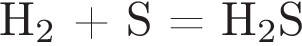 H₂ + S = H₂S